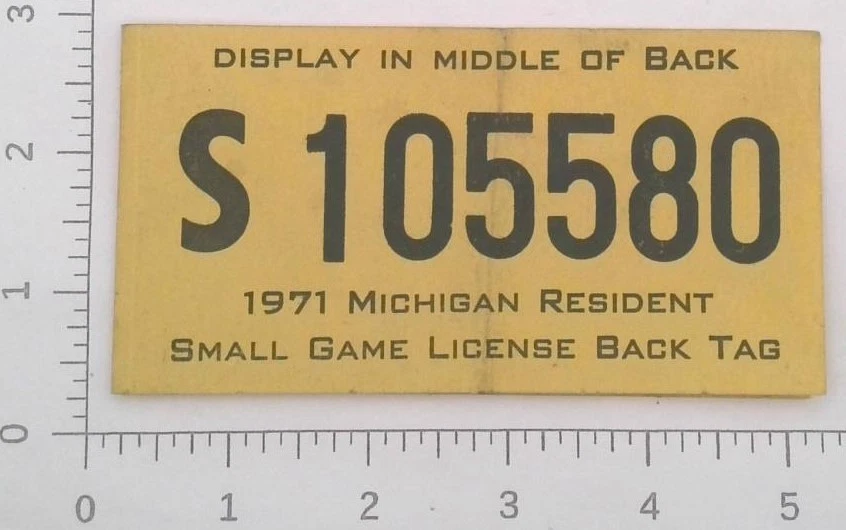 DISPLAY IN MIDDLE OF BACK
S 105580
1971 MICHIGAN RESIDENT
SMALL GAME LICENSE BACK TAG
3
2
1
0
0 1 2 3 4 5